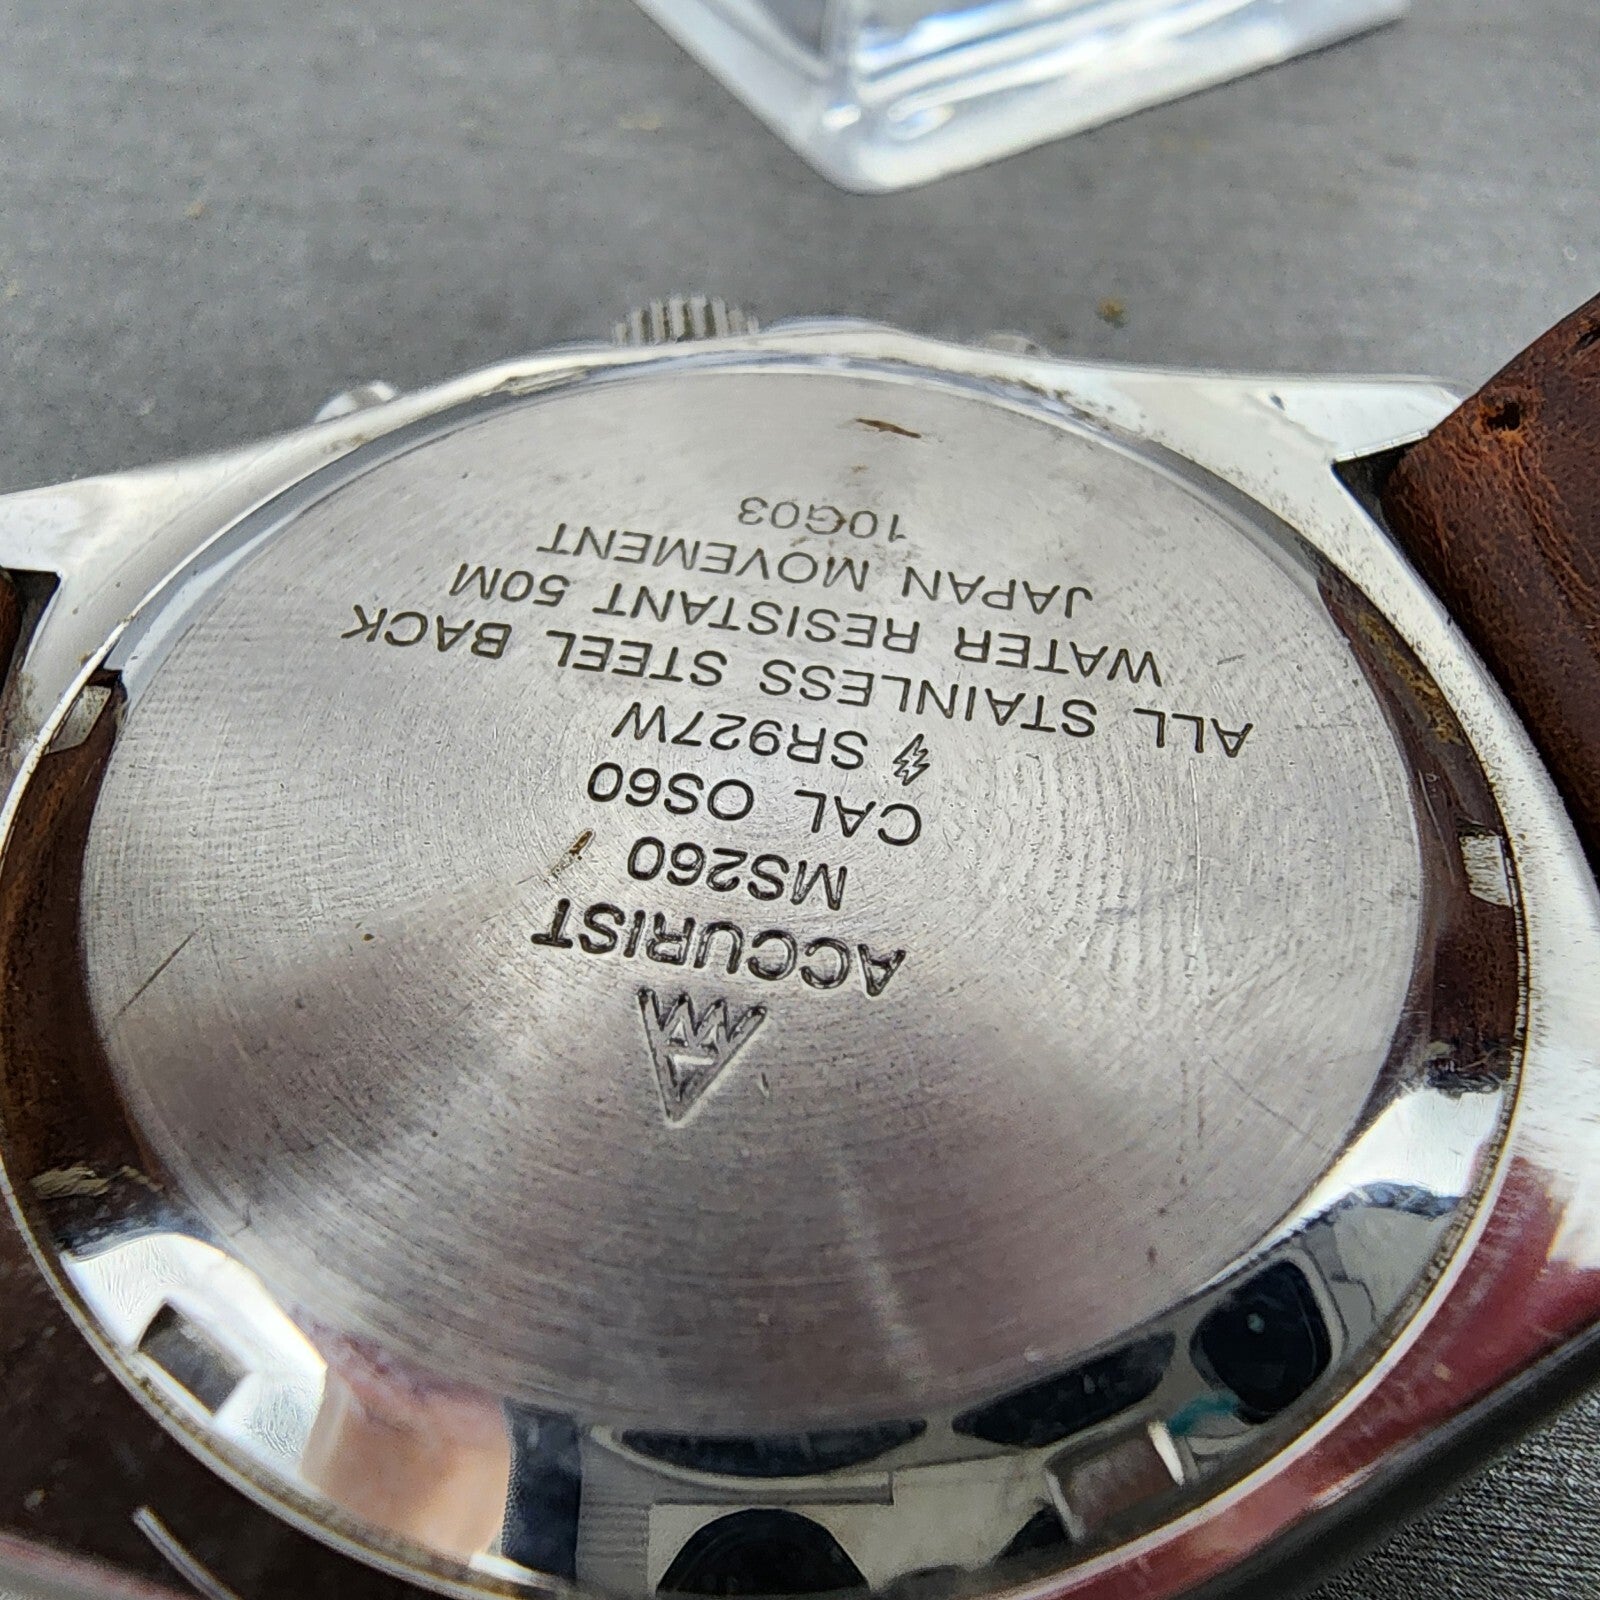 ACCURIST
MS260
CAL OS60
SR927W
ALL STAINLESS STEEL BACK
WATER RESISTANT 50M
JAPAN MOVEMENT
10G03